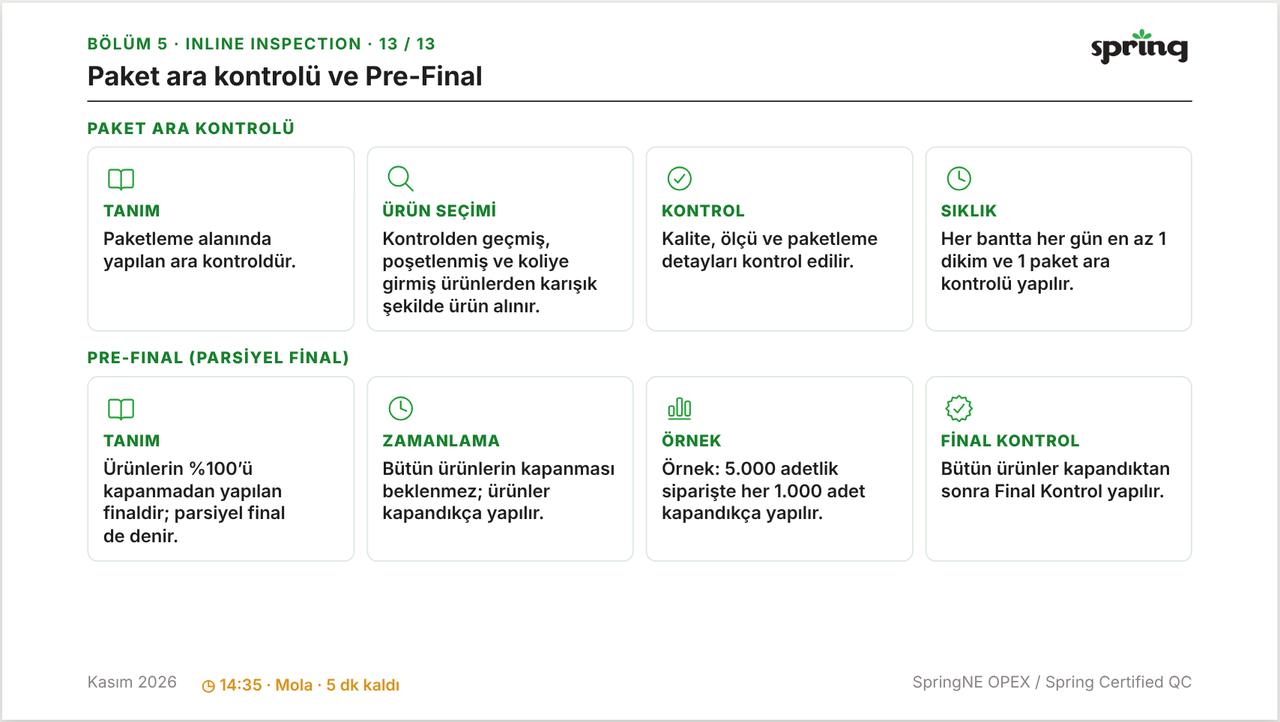 BÖLÜM 5 · INLINE INSPECTION · 13 / 13
spring
Paket ara kontrolü ve Pre-Final
PAKET ARA KONTROLÜ
TANIM
Paketleme alanında
yapılan ara kontroldür.
ÜRÜN SEÇİMİ
Kontrolden geçmiş,
poşetlenmiş ve koliye
girmiş ürünlerden karışık
şekilde ürün alınır.
KONTROL
Kalite, ölçü ve paketleme
detayları kontrol edilir.
SIKLIK
Her bantta her gün en az 1
dikim ve 1 paket ara
kontrolü yapılır.
PRE-FINAL (PARSİYEL FİNAL)
TANIM
Ürünlerin %100’ü
kapanmadan yapılan
finaldir; parsiyel final
de denir.
ZAMANLAMA
Bütün ürünlerin kapanması
beklenmez; ürünler
kapandıkça yapılır.
ÖRNEK
Örnek: 5.000 adetlik
siparişte her 1.000 adet
kapandıkça yapılır.
FİNAL KONTROL
Bütün ürünler kapandıktan
sonra Final Kontrol yapılır.
Kasım 2026
14:35 · Mola · 5 dk kaldı
SpringNE OPEX / Spring Certified QC